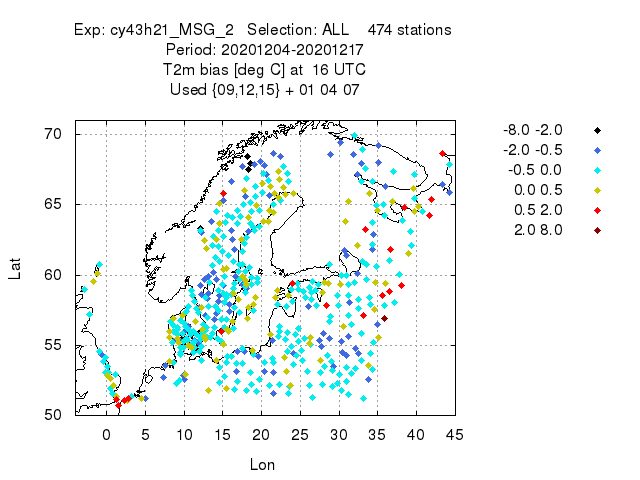 Exp: cy43h21_MSG_2 Selection: ALL 474 stations
Period: 20201204-20201217
T2m bias [deg C] at 16 UTC
Used {09,12,15} + 01 04 07
-8.0 -2.0
-2.0 -0.5
-0.5 0.0
0.0 0.5
0.5 2.0
2.0 8.0
70
65
60
55
50
Lat
0 5 10 15 20 25 30 35 40 45
Lon